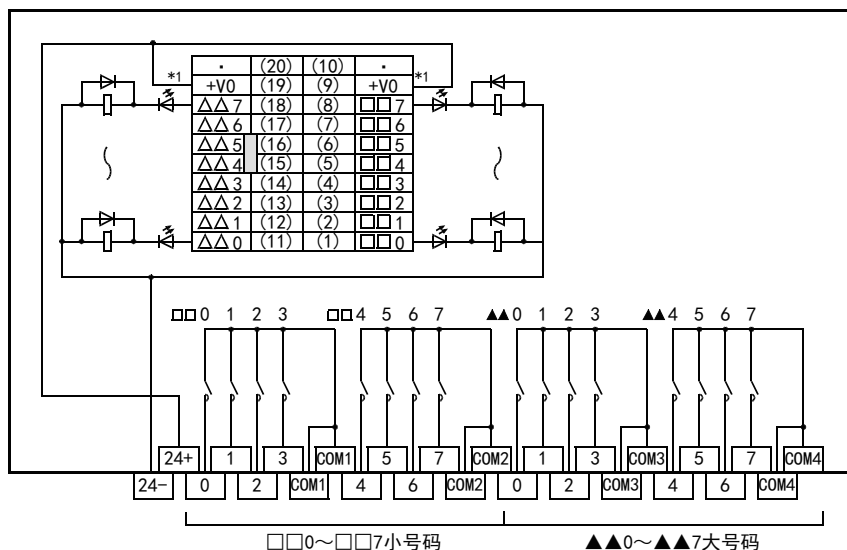 · (20) (10) ·
*1 +V0 (19) (9) +V0 *1
△△7 (18) (8) □□7
△△6 (17) (7) □□6
△△5 (16) (6) □□5
△△4 (15) (5) □□4
△△3 (14) (4) □□3
△△2 (13) (3) □□2
△△1 (12) (2) □□1
△△0 (11) (1) □□0
□□0 1 2 3 □□4 5 6 7 ▲▲0 1 2 3 ▲▲4 5 6 7
24+ 1 3 COM1 5 7 COM2 1 3 COM3 5 7 COM4
24- 0 2 COM1 4 6 COM2 0 2 COM3 4 6 COM4
□□0~□□7小号码 ▲▲0~▲▲7大号码